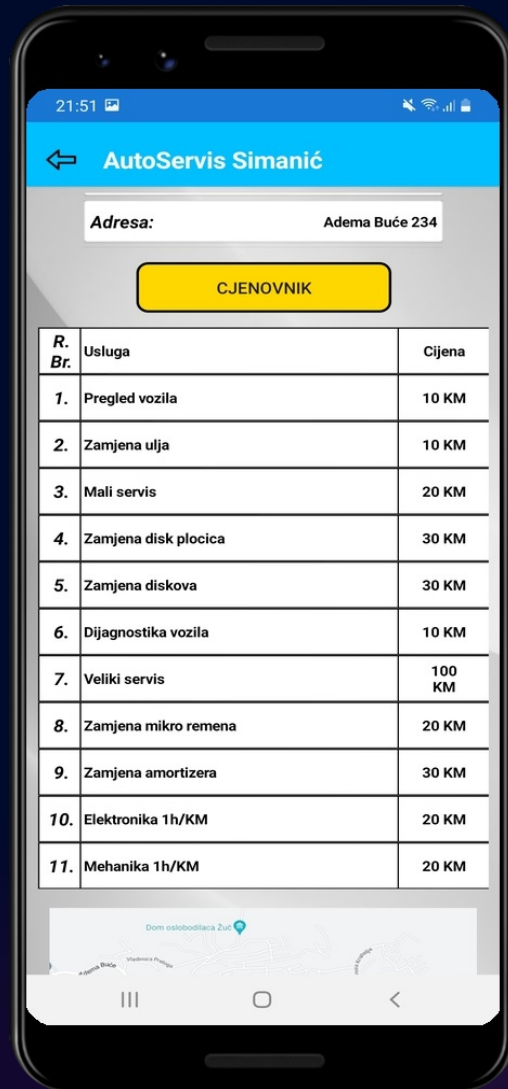 21:51
AutoServis Simanić
Adresa: Adema Buće 234
CJENOVNIK
R. Br. Usluga Cijena
1. Pregled vozila 10 KM
2. Zamjena ulja 10 KM
3. Mali servis 20 KM
4. Zamjena disk plocica 30 KM
5. Zamjena diskova 30 KM
6. Dijagnostika vozila 10 KM
7. Veliki servis 100 KM
8. Zamjena mikro remena 20 KM
9. Zamjena amortizera 30 KM
10. Elektronika 1h/KM 20 KM
11. Mehanika 1h/KM 20 KM
Dom oslobodilaca Žuč
Adema Buće